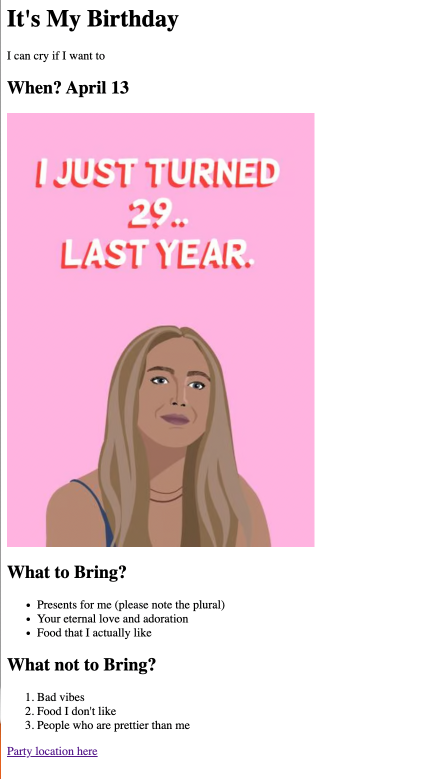 It's My Birthday
I can cry if I want to
When? April 13
I JUST TURNED
29..
LAST YEAR.
What to Bring?
• Presents for me (please note the plural)
• Your eternal love and adoration
• Food that I actually like
What not to Bring?
1. Bad vibes
2. Food I don't like
3. People who are prettier than me
Party location here